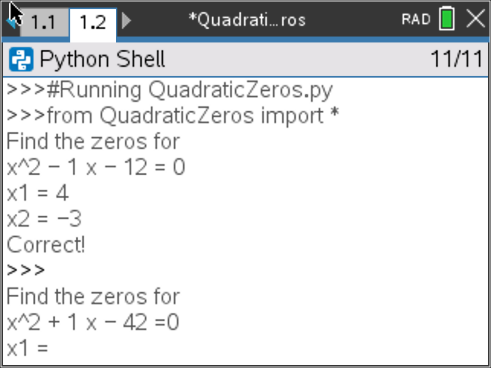 1.1 1.2 *Quadrati...ros RAD
Python Shell 11/11
>>>#Running QuadraticZeros.py
>>>from QuadraticZeros import *
Find the zeros for
x^2 − 1 x − 12 = 0
x1 = 4
x2 = −3
Correct!
>>>
Find the zeros for
x^2 + 1 x − 42 =0
x1 =